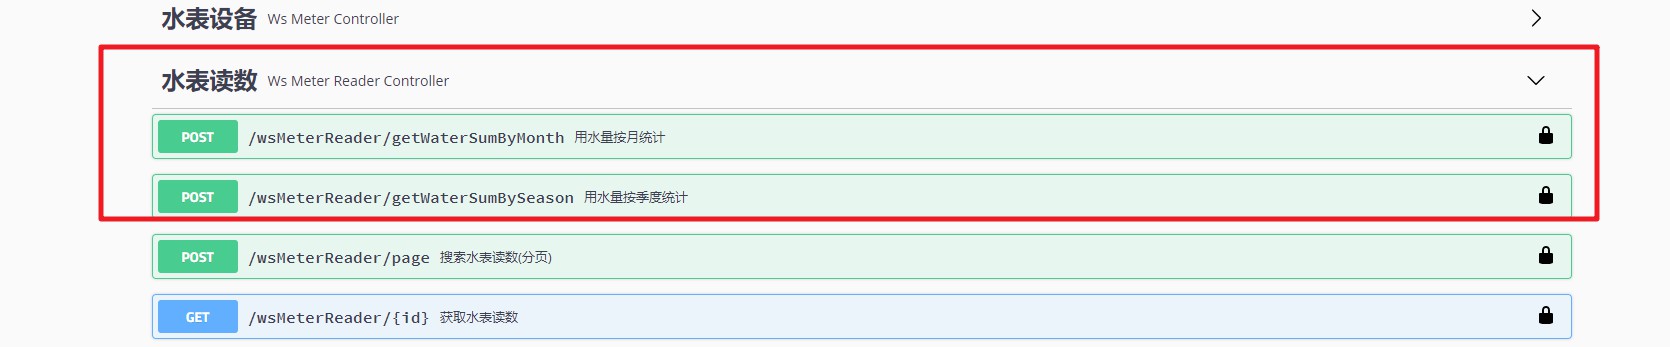 水表设备 Ws Meter Controller
水表读数 Ws Meter Reader Controller
POST /wsMeterReader/getWaterSumByMonth 用水量按月统计
POST /wsMeterReader/getWaterSumBySeason 用水量按季度统计
POST /wsMeterReader/page 搜索水表读数(分页)
GET /wsMeterReader/{id} 获取水表读数